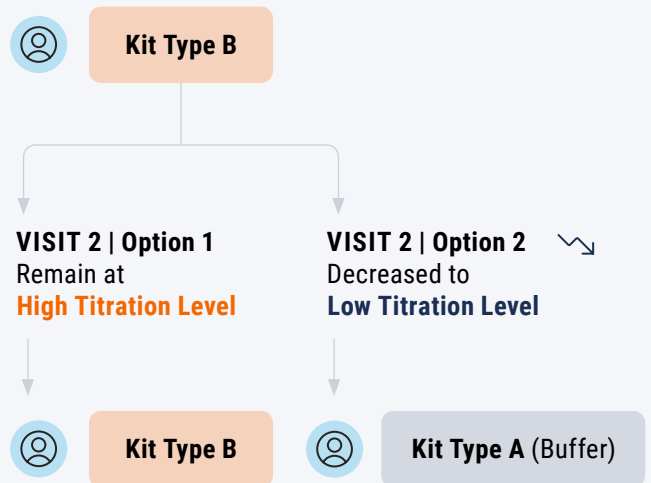 Kit Type B
VISIT 2 | Option 1
Remain at
High Titration Level
VISIT 2 | Option 2
Decreased to
Low Titration Level
Kit Type B
Kit Type A (Buffer)